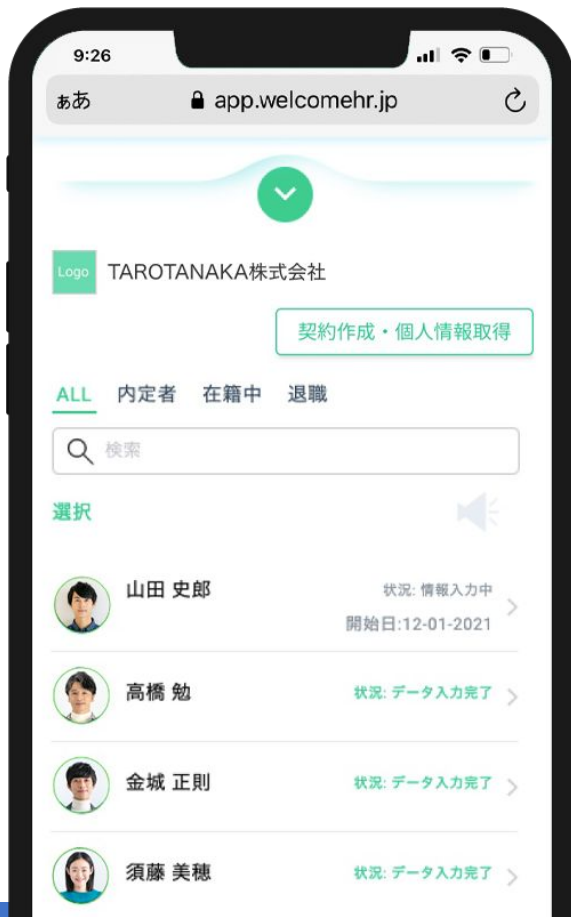 9:26
ぁあ app.welcomehr.jp
Logo TAROTANAKA株式会社
契約作成・個人情報取得
ALL 内定者 在籍中 退職
検索
選択
山田 史郎 状況: 情報入力中
開始日:12-01-2021
高橋 勉 状況: データ入力完了
金城 正則 状況: データ入力完了
須藤 美穂 状況: データ入力完了